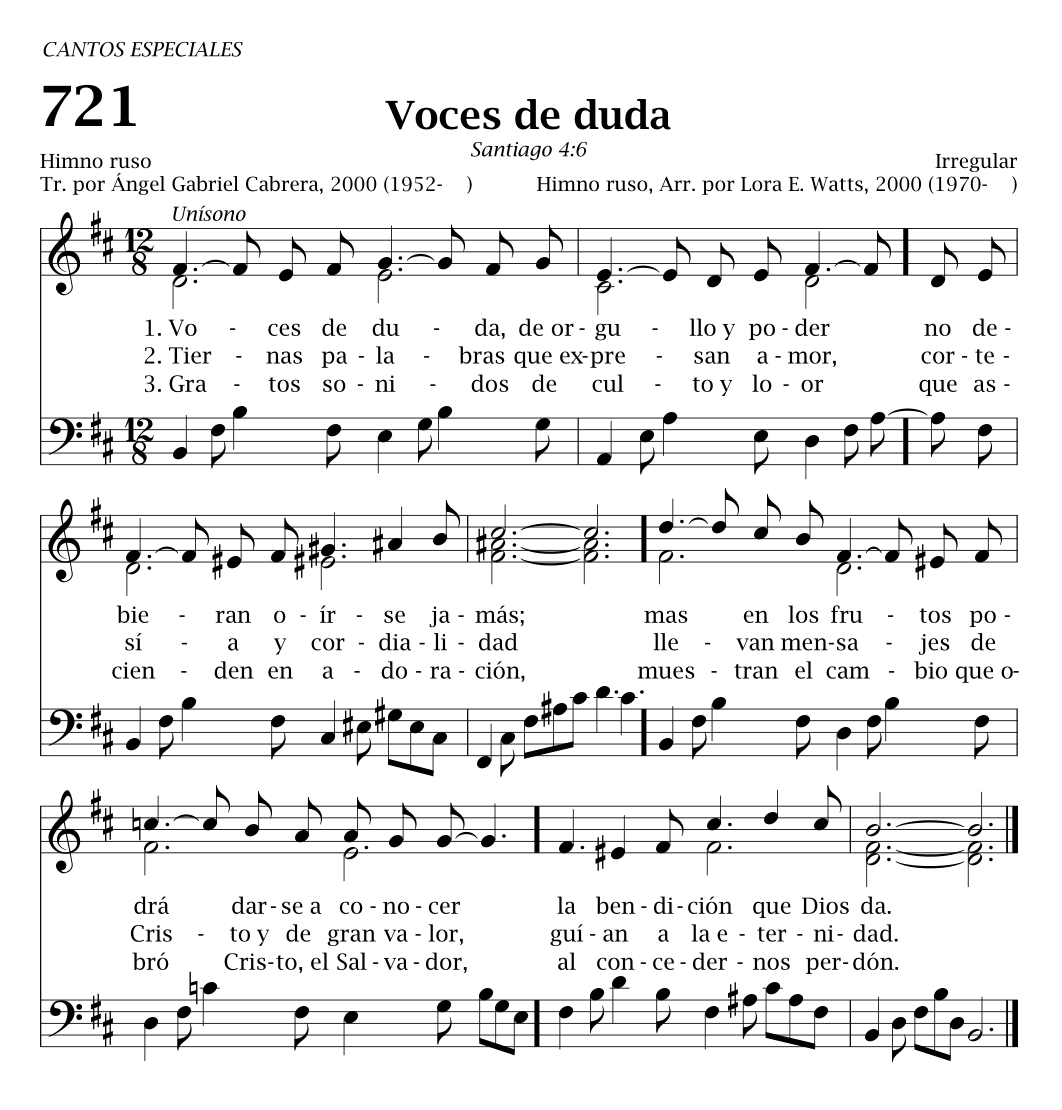 CANTOS ESPECIALES
721
Voces de duda
Santiago 4:6
Himno ruso
Irregular
Tr. por Ángel Gabriel Cabrera, 2000 (1952- )
Himno ruso, Arr. por Lora E. Watts, 2000 (1970- )
Unísono
12
8
1. Vo - ces de du - da, de or - gu - llo y po - der no de -
2. Tier - nas pa - la - bras que ex - pre - san a - mor, cor - te -
3. Gra - tos so - ni - dos de cul - to y lo - or que as -
12
8
bie - ran o - ír - se ja - más; mas en los fru - tos po -
sí - a y cor - dia - li - dad lle - van men - sa - jes de
cien - den en a - do - ra - ción, mues - tran el cam - bio que o-
drá dar - se a co - no - cer la ben - di - ción que Dios da.
Cris - to y de gran va - lor, guí - an a la e - ter - ni - dad.
bró Cris - to, el Sal - va - dor, al con - ce - der - nos per - dón.